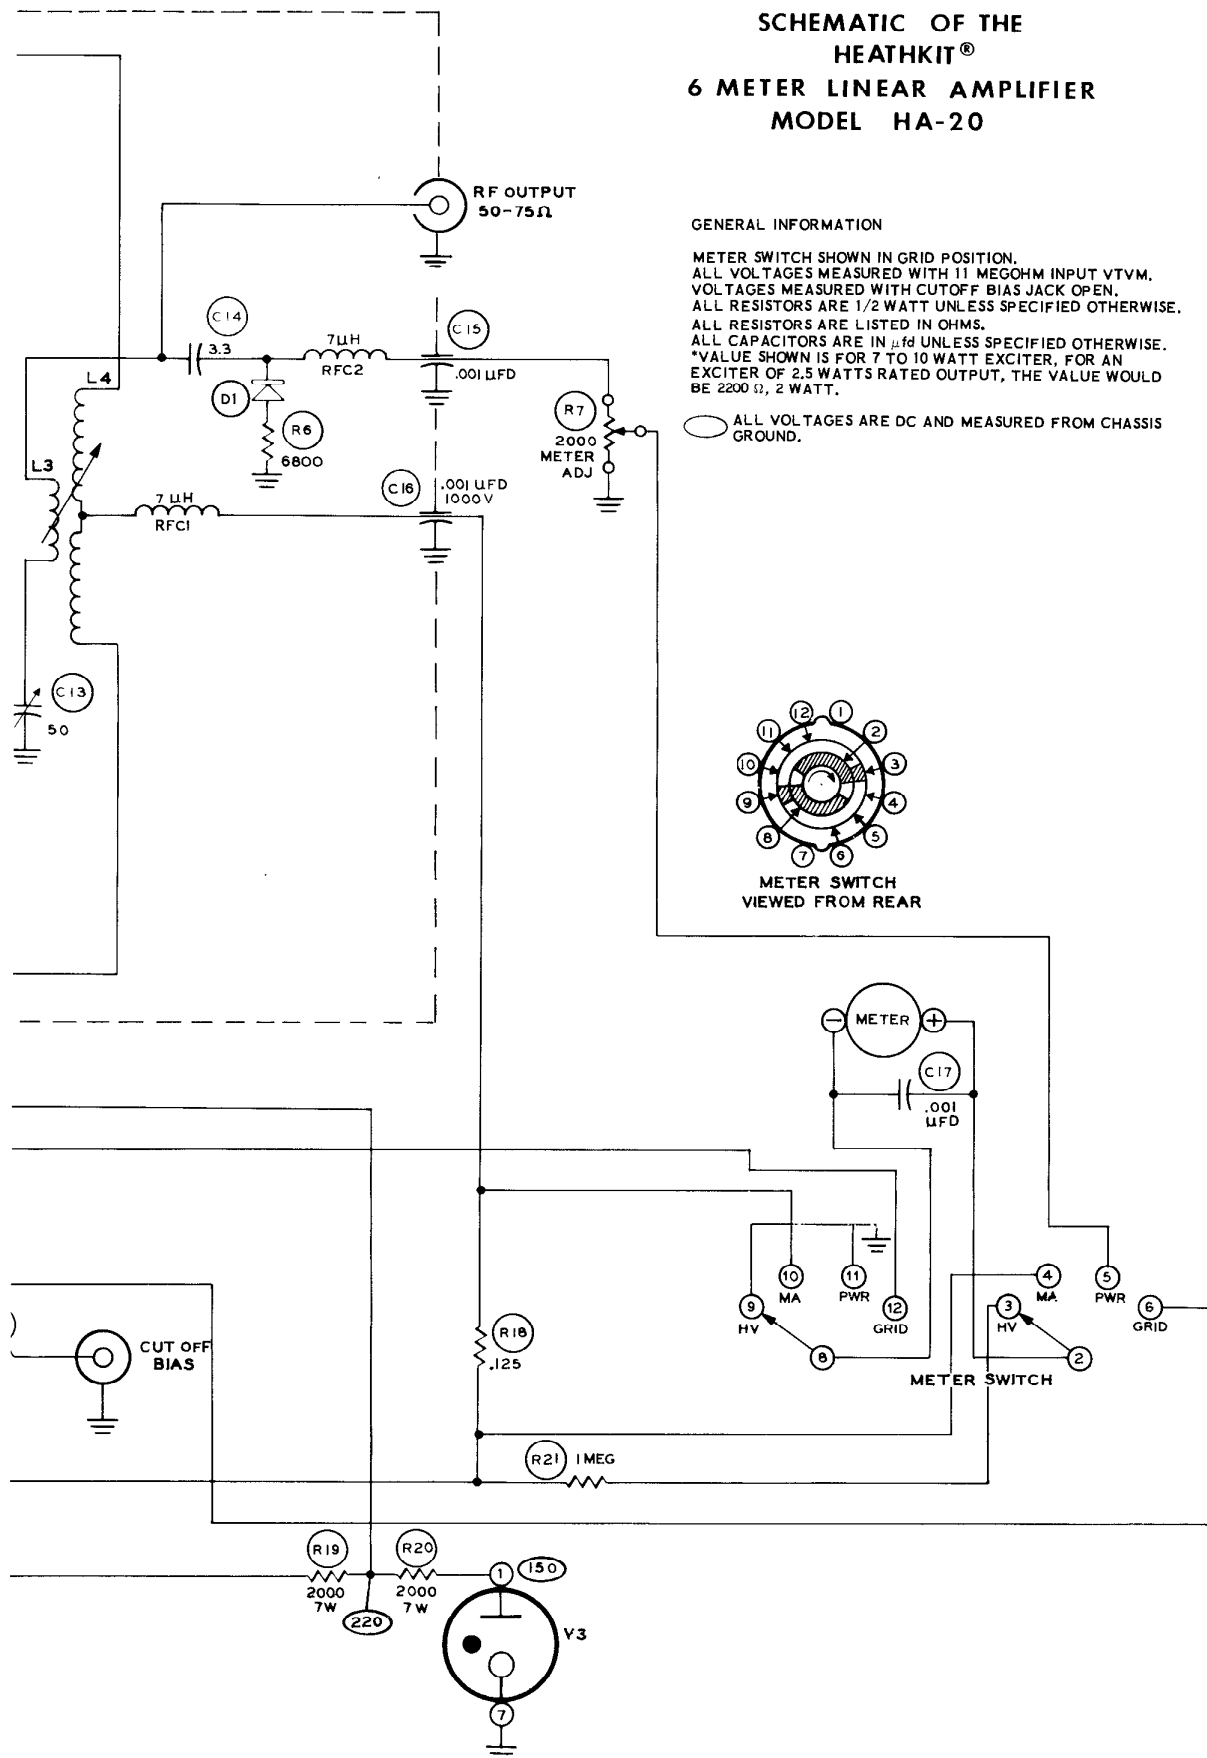 SCHEMATIC OF THE
HEATHKIT®
6 METER LINEAR AMPLIFIER
MODEL HA-20
RF OUTPUT
50-75Ω
GENERAL INFORMATION
METER SWITCH SHOWN IN GRID POSITION.
ALL VOLTAGES MEASURED WITH 11 MEGOHM INPUT VTVM.
VOLTAGES MEASURED WITH CUTOFF BIAS JACK OPEN.
ALL RESISTORS ARE 1/2 WATT UNLESS SPECIFIED OTHERWISE.
ALL RESISTORS ARE LISTED IN OHMS.
ALL CAPACITORS ARE IN µfd UNLESS SPECIFIED OTHERWISE.
*VALUE SHOWN IS FOR 7 TO 10 WATT EXCITER, FOR AN
EXCITER OF 2.5 WATTS RATED OUTPUT, THE VALUE WOULD
BE 2200 Ω, 2 WATT.
ALL VOLTAGES ARE DC AND MEASURED FROM CHASSIS
GROUND.
C14
3.3
7µH
RFC2
C15
.001 µFD
L4
D1
R6
6800
R7
2000
METER
ADJ
L3
7µH
RFC1
C16
.001 µFD
1000V
C13
50
12
1
11
2
10
3
9
4
8
5
7
6
METER SWITCH
VIEWED FROM REAR
−
METER
+
C17
.001
µFD
10
MA
11
PWR
9
HV
12
GRID
8
4
MA
5
PWR
3
HV
6
GRID
2
METER SWITCH
CUT OFF
BIAS
R18
.125
R21
1 MEG
R19
2000
7W
R20
2000
7W
220
1
150
V3
7